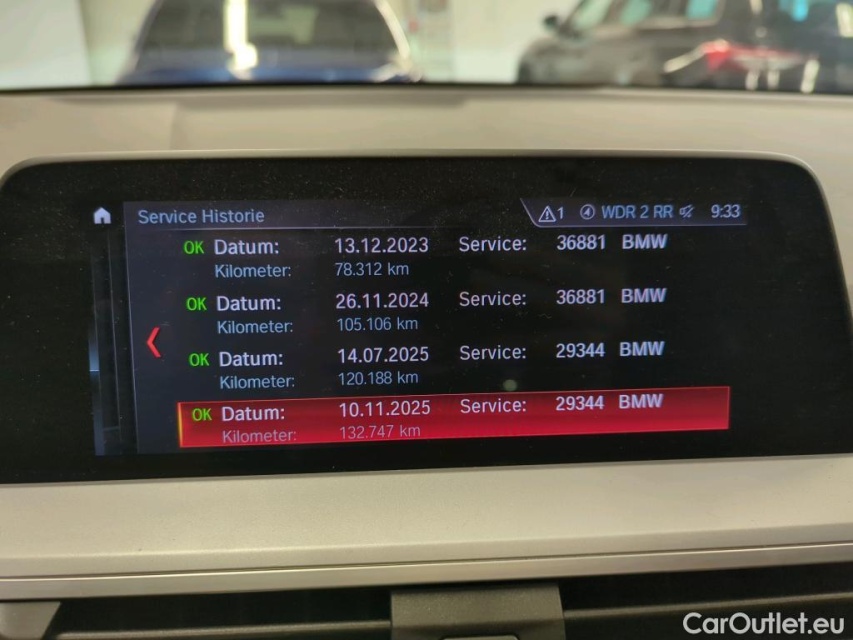 Service Historie
1 WDR 2 RR 9:33
OK Datum: 13.12.2023 Service: 36881 BMW
Kilometer: 78.312 km
OK Datum: 26.11.2024 Service: 36881 BMW
Kilometer: 105.106 km
OK Datum: 14.07.2025 Service: 29344 BMW
Kilometer: 120.188 km
OK Datum: 10.11.2025 Service: 29344 BMW
Kilometer: 132.747 km
CarOutlet.eu